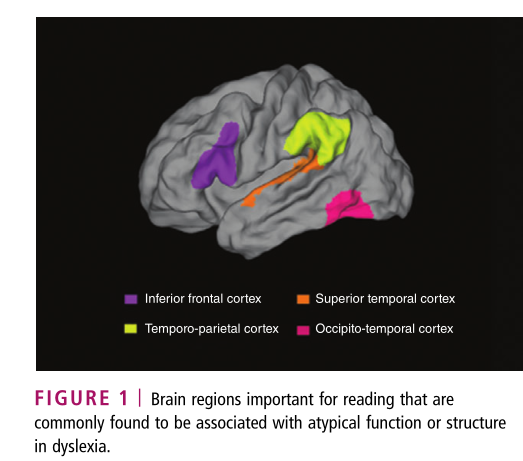 Inferior frontal cortex
Superior temporal cortex
Temporo-parietal cortex
Occipito-temporal cortex
FIGURE 1 | Brain regions important for reading that are
commonly found to be associated with atypical function or structure
in dyslexia.